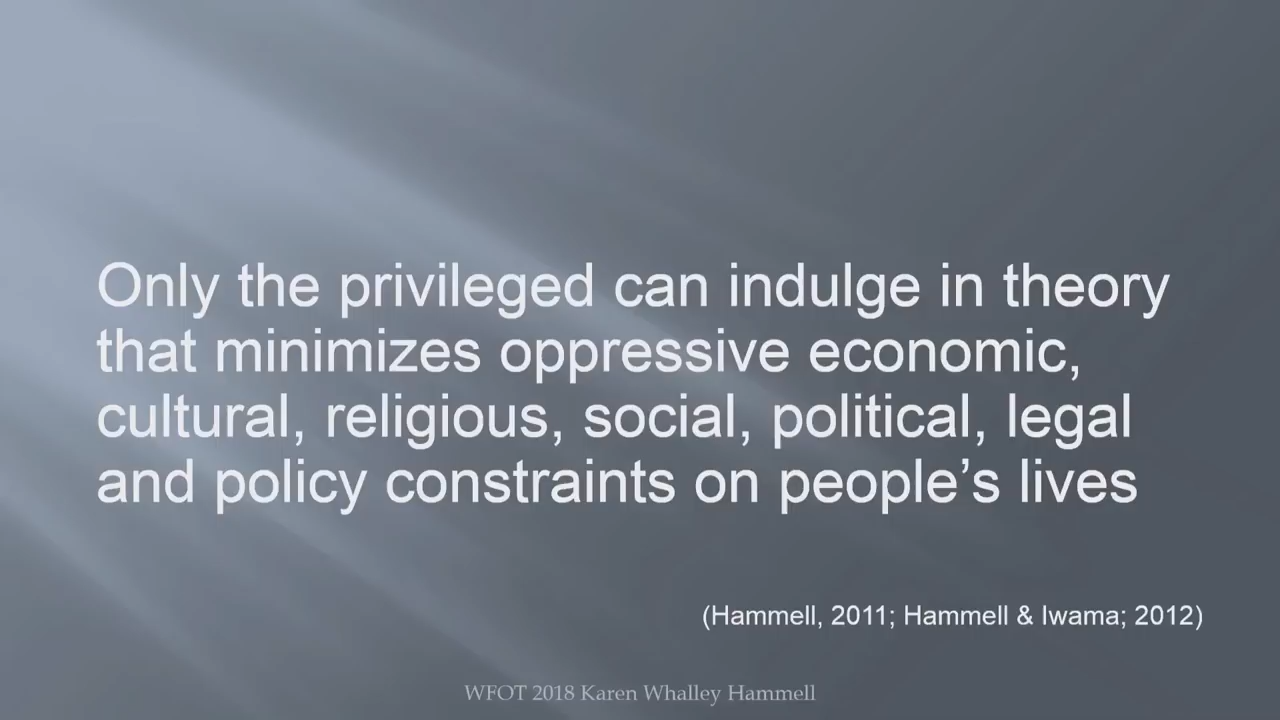 Only the privileged can indulge in theory
that minimizes oppressive economic,
cultural, religious, social, political, legal
and policy constraints on people’s lives
(Hammell, 2011; Hammell & Iwama; 2012)
WFOT 2018 Karen Whalley Hammell